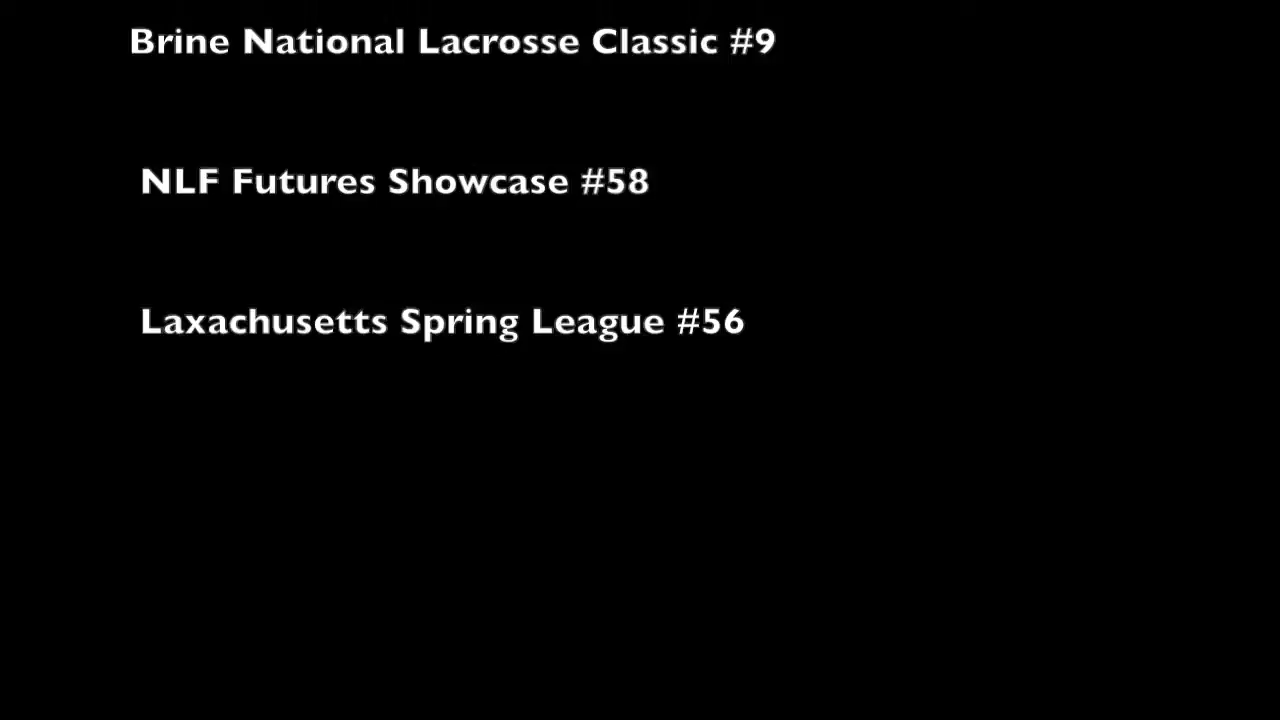 Brine National Lacrosse Classic #9
NLF Futures Showcase #58
Laxachusetts Spring League #56